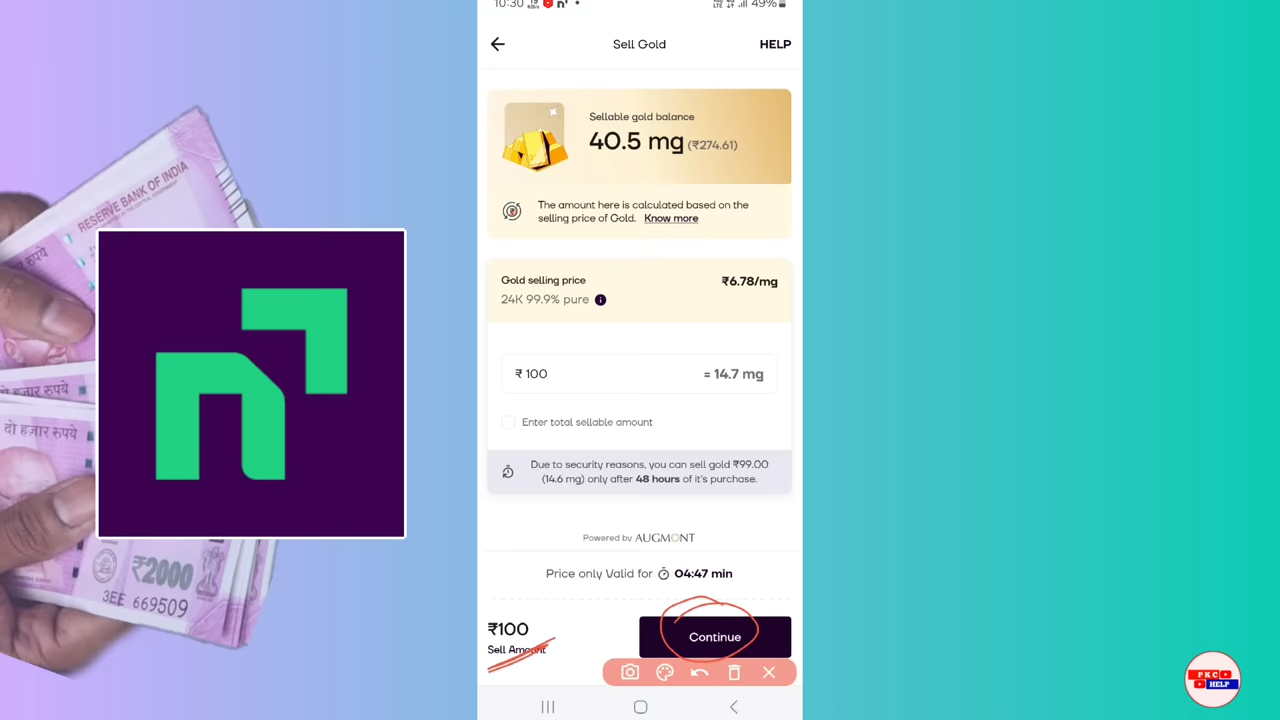 10:30
49%
Sell Gold
HELP
Sellable gold balance
40.5 mg (₹274.61)
The amount here is calculated based on the
selling price of Gold. Know more
Gold selling price
₹6.78/mg
24K 99.9% pure
₹ 100
= 14.7 mg
Enter total sellable amount
Due to security reasons, you can sell gold ₹99.00
(14.6 mg) only after 48 hours of it's purchase.
Powered by AUGMONT
Price only Valid for 04:47 min
₹100
Sell Amount
Continue
RESERVE BANK OF INDIA
दो हज़ार रुपये
₹2000
3EE 669509
PKC
HELP